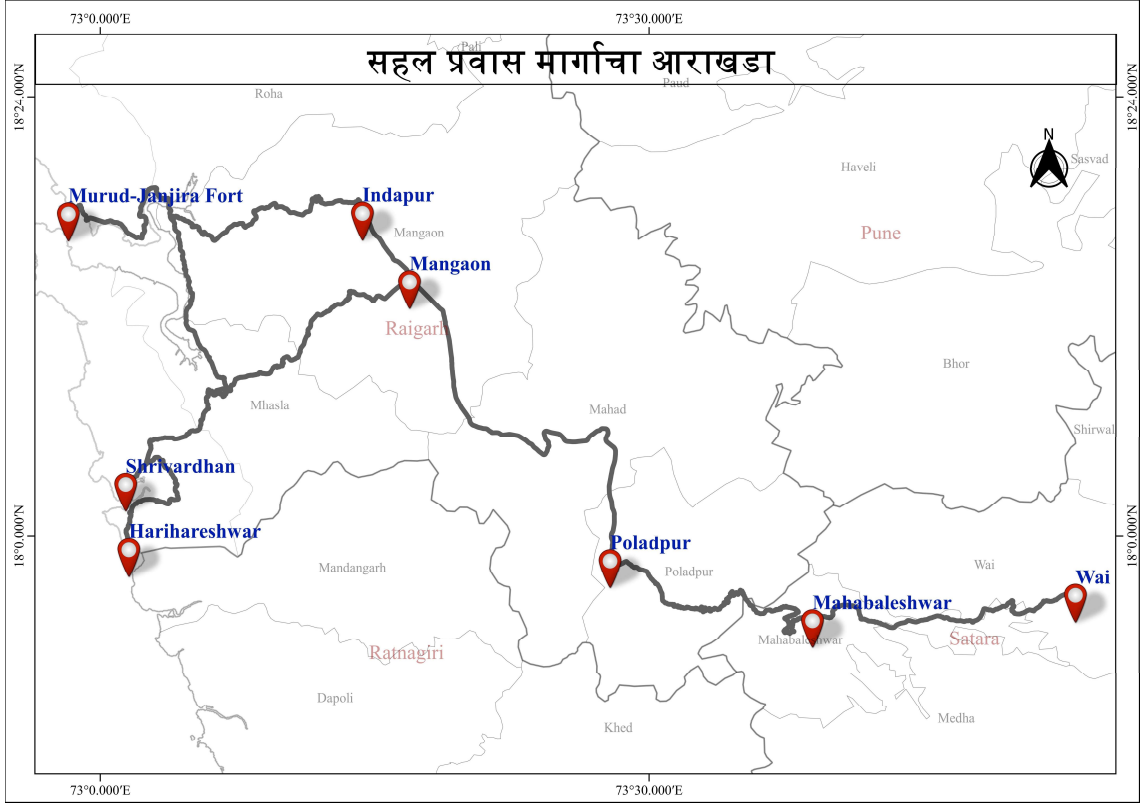 73°0.000′E
73°30.000′E
सहल प्रवास मार्गाचा आराखडा
Pali
Paud
Roha
18°24.000′N
18°24.000′N
N
Sasvad
Haveli
Murud-Janjira Fort
Indapur
Mangaon
Pune
Mangaon
Raigarh
Bhor
Mhasla
Mahad
Shirwal
Shrivardhan
18°0.000′N
18°0.000′N
Harihareshwar
Poladpur
Mandangarh
Poladpur
Wai
Wai
Mahabaleshwar
Mahabaleshwar
Satara
Ratnagiri
Dapoli
Khed
Medha
73°0.000′E
73°30.000′E